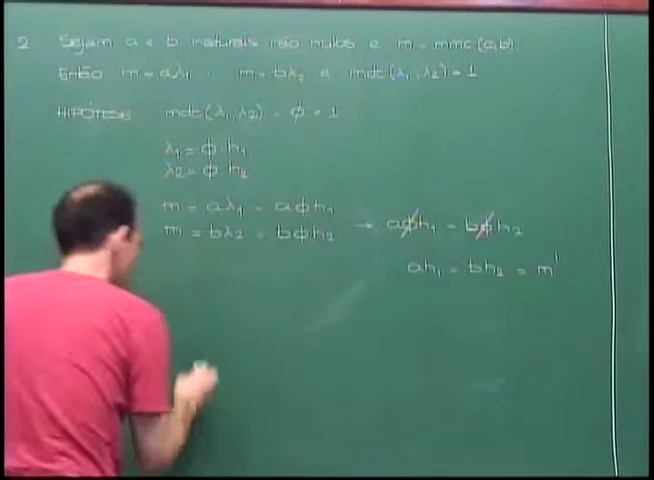 2 Sejam a e b naturais não nulos e m = mmc(a,b).
Então m = aλ₁ , m = bλ₂ e mdc(λ₁, λ₂) = 1
HIPÓTESIS mdc(λ₁, λ₂) = ϕ ≠ 1
λ₁ = ϕ · h₁
λ₂ = ϕ · h₂
m = aλ₁ = aϕh₁
m = bλ₂ = bϕh₂ → aϕh₁ = bϕh₂
ah₁ = bh₂ = m'